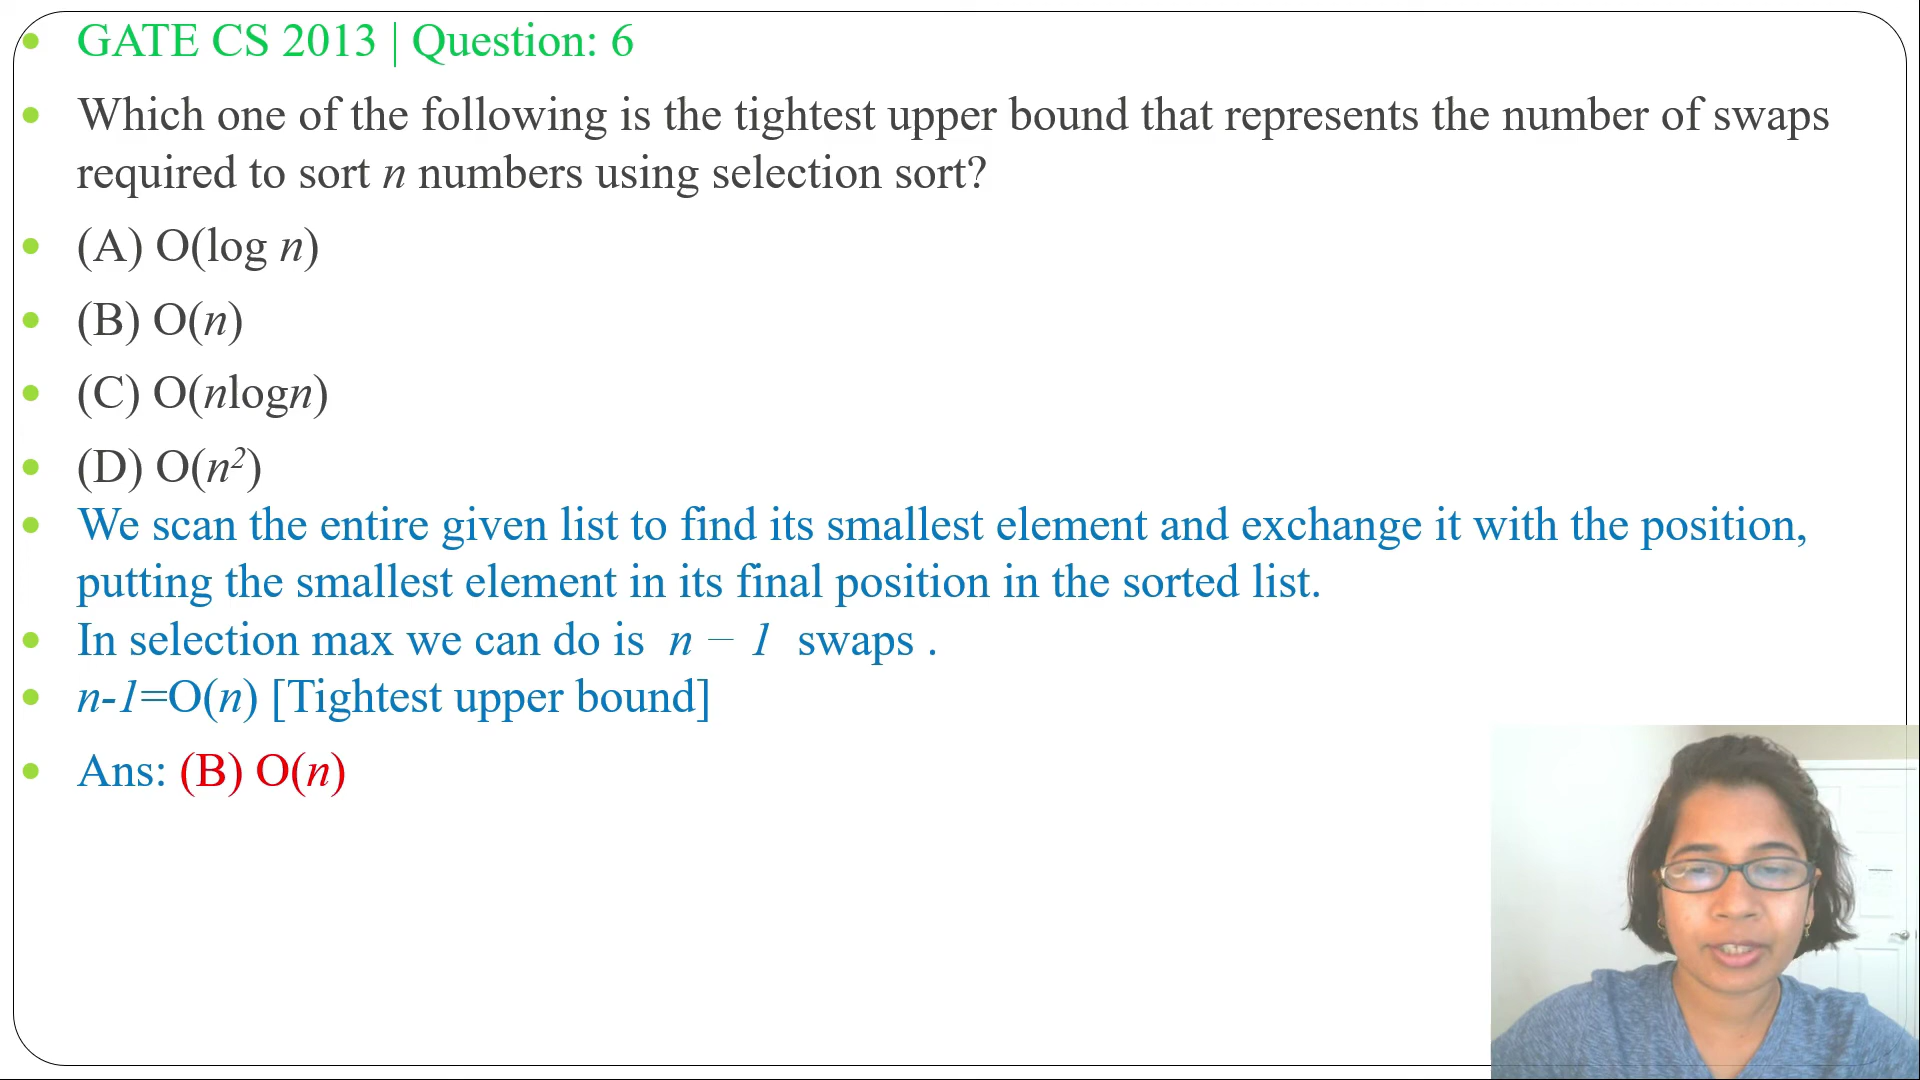 GATE CS 2013 | Question: 6
Which one of the following is the tightest upper bound that represents the number of swaps
required to sort n numbers using selection sort?
(A) O(log n)
(B) O(n)
(C) O(nlogn)
(D) O(n²)
We scan the entire given list to find its smallest element and exchange it with the position,
putting the smallest element in its final position in the sorted list.
In selection max we can do is n − 1 swaps .
n-1=O(n) [Tightest upper bound]
Ans: (B) O(n)